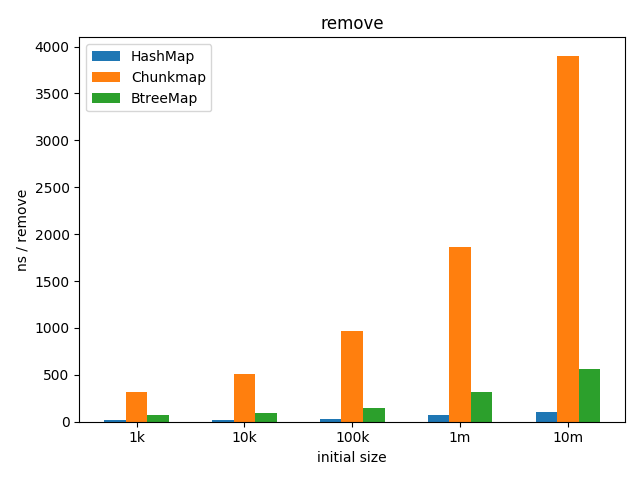 remove
HashMap
Chunkmap
BtreeMap
ns / remove
4000
3500
3000
2500
2000
1500
1000
500
0
1k 10k 100k 1m 10m
initial size